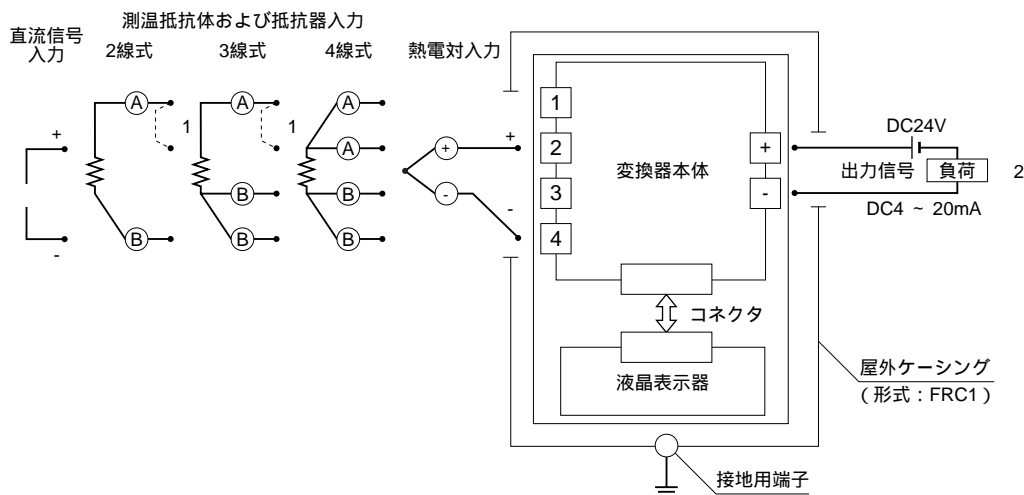 測温抵抗体および抵抗器入力
直流信号
入力
2線式
3線式
4線式
熱電対入力
A
1
B
A
1
B
B
A
A
B
B
+
-
+
-
+
-
1
2
3
4
変換器本体
+
-
DC24V
出力信号
負荷
2
DC4 ~ 20mA
コネクタ
液晶表示器
屋外ケーシング
(形式:FRC1)
接地用端子